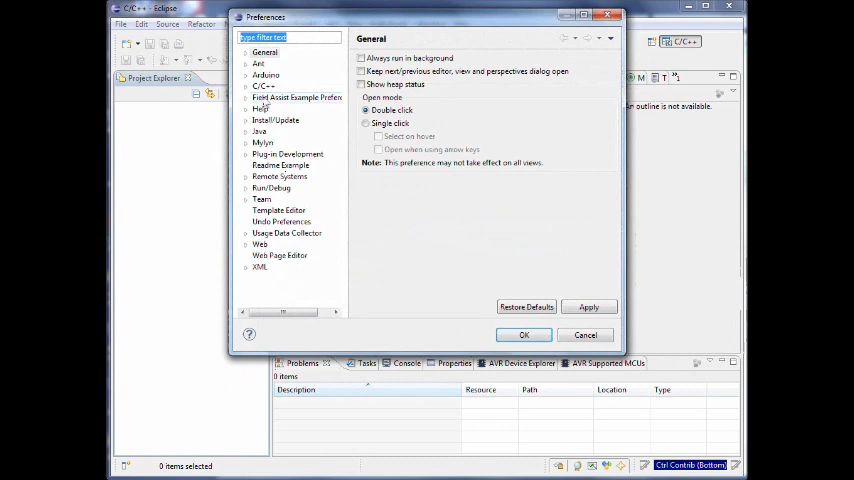 C/C++ - Eclipse
File Edit Source Refactor
C/C++
Project Explorer
M T »1
An outline is not available.
Preferences
type filter text
General
Ant
Arduino
C/C++
Field Assist Example Prefere
Help
Install/Update
Java
Mylyn
Plug-in Development
Readme Example
Remote Systems
Run/Debug
Team
Template Editor
Undo Preferences
Usage Data Collector
Web
Web Page Editor
XML
General
Always run in background
Keep next/previous editor, view and perspectives dialog open
Show heap status
Open mode
Double click
Single click
Select on hover
Open when using arrow keys
Note: This preference may not take effect on all views.
Restore Defaults Apply
OK Cancel
Problems Tasks Console Properties AVR Device Explorer AVR Supported MCUs
0 items
Description Resource Path Location Type
0 items selected
Ctrl Contrib (Bottom)